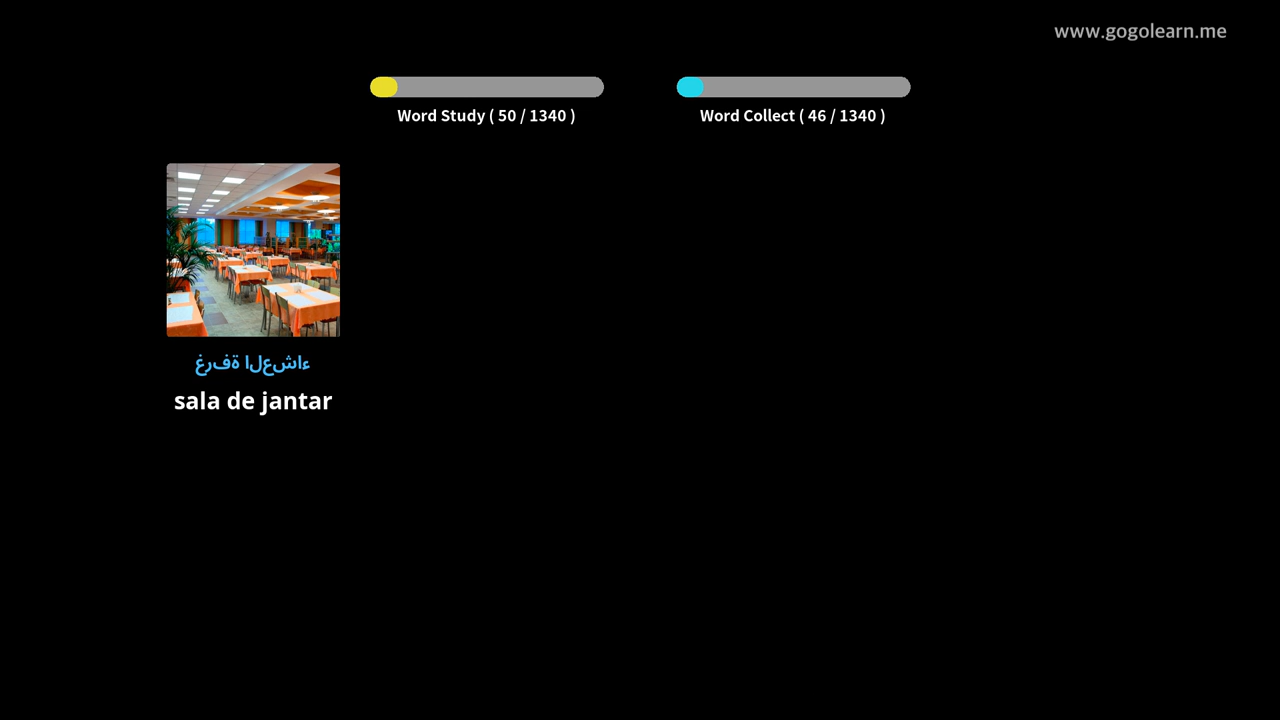 www.gogolearn.me
Word Study ( 50 / 1340 )
Word Collect ( 46 / 1340 )
غرفة العشاء
sala de jantar